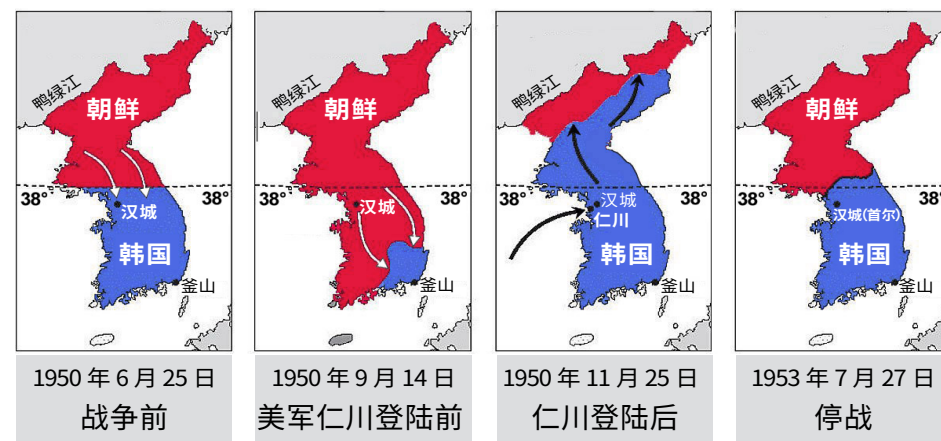 鸭绿江
朝鲜
38°
38°
汉城
韩国
釜山
1950 年 6 月 25 日
战争前
鸭绿江
朝鲜
38°
38°
汉城
釜山
1950 年 9 月 14 日
美军仁川登陆前
鸭绿江
38°
38°
汉城
仁川
韩国
釜山
1950 年 11 月 25 日
仁川登陆后
鸭绿江
朝鲜
38°
38°
汉城(首尔)
韩国
釜山
1953 年 7 月 27 日
停战